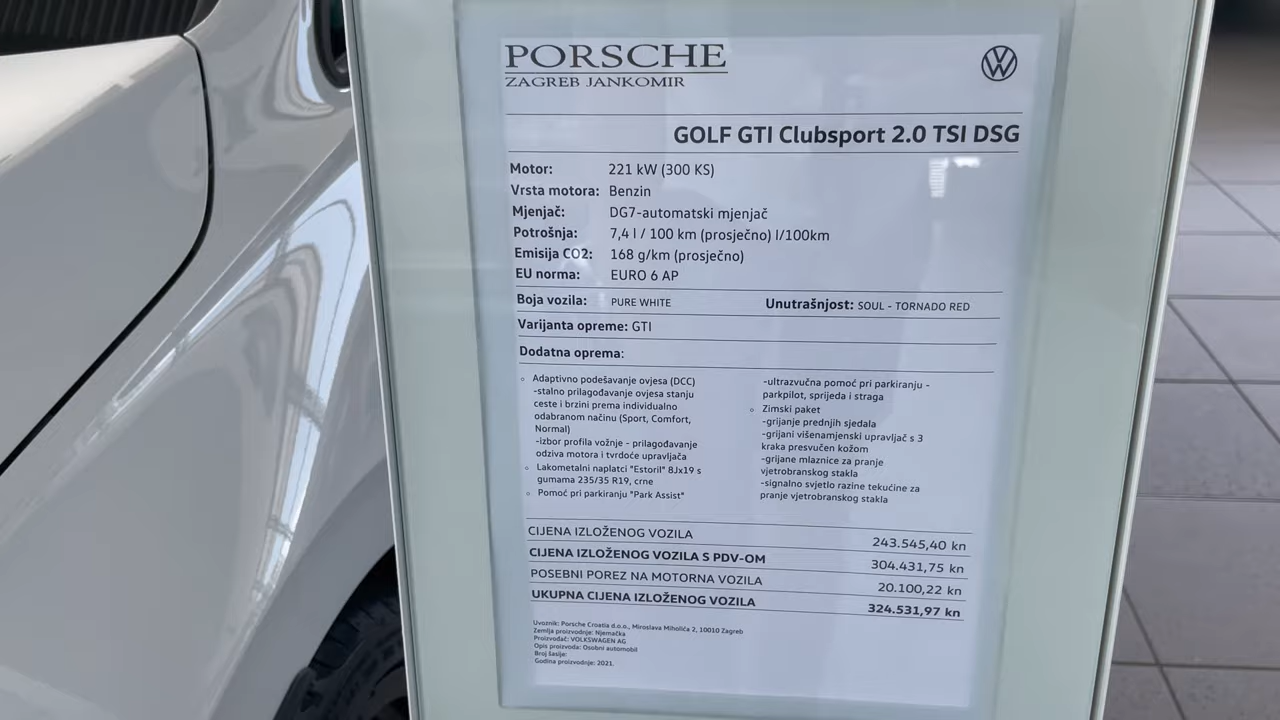 PORSCHE
ZAGREB JANKOMIR
GOLF GTI Clubsport 2.0 TSI DSG
Motor: 221 kW (300 KS)
Vrsta motora: Benzin
Mjenjač: DG7-automatski mjenjač
Potrošnja: 7,4 l / 100 km (prosječno) l/100km
Emisija CO2: 168 g/km (prosječno)
EU norma: EURO 6 AP
Boja vozila: PURE WHITE Unutrašnjost: SOUL - TORNADO RED
Varijanta opreme: GTI
Dodatna oprema:
Adaptivno podešavanje ovjesa (DCC)
-stalno prilagođavanje ovjesa stanju
ceste i brzini prema individualno
odabranom načinu (Sport, Comfort,
Normal)
-izbor profila vožnje - prilagođavanje
odziva motora i tvrdoće upravljača
Lakometalni naplatci "Estoril" 8Jx19 s
gumama 235/35 R19, crne
Pomoć pri parkiranju "Park Assist"
-ultrazvučna pomoć pri parkiranju -
parkpilot, sprijeda i straga
Zimski paket
-grijanje prednjih sjedala
-grijani višenamjenski upravljač s 3
kraka presvučen kožom
-grijane mlaznice za pranje
vjetrobranskog stakla
-signalno svjetlo razine tekućine za
pranje vjetrobranskog stakla
CIJENA IZLOŽENOG VOZILA 243.545,40 kn
CIJENA IZLOŽENOG VOZILA S PDV-OM 304.431,75 kn
POSEBNI POREZ NA MOTORNA VOZILA 20.100,22 kn
UKUPNA CIJENA IZLOŽENOG VOZILA 324.531,97 kn
Uvoznik: Porsche Croatia d.o.o., Miroslava Miholića 2, 10010 Zagreb
Zemlja proizvodnje: Njemačka
Proizvođač: VOLKSWAGEN AG
Opis proizvoda: Osobni automobil
Broj šasije:
Godina proizvodnje: 2021.